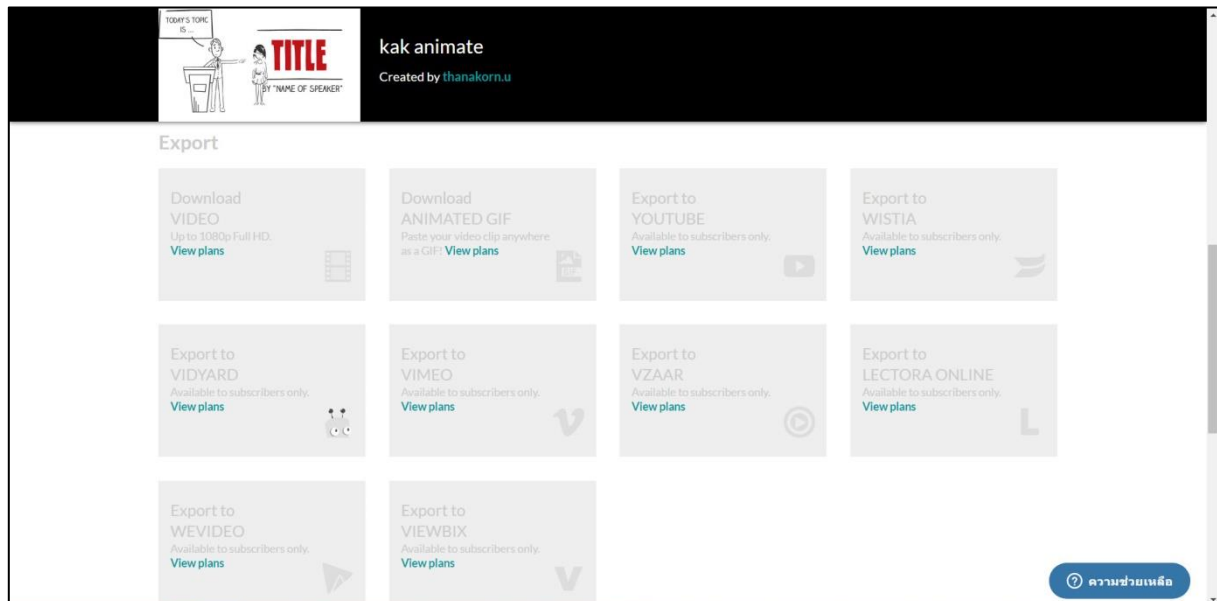 TODAY'S TOPIC
IS ...
TITLE
BY "NAME OF SPEAKER"
kak animate
Created by thanakorn.u
Export
Download
VIDEO
Up to 1080p Full HD.
View plans
Download
ANIMATED GIF
Paste your video clip anywhere
as a GIF! View plans
GIF
Export to
YOUTUBE
Available to subscribers only.
View plans
Export to
WISTIA
Available to subscribers only.
View plans
Export to
VIDYARD
Available to subscribers only.
View plans
Export to
VIMEO
Available to subscribers only.
View plans
Export to
VZAAR
Available to subscribers only.
View plans
Export to
LECTORA ONLINE
Available to subscribers only.
View plans
L
Export to
WEVIDEO
Available to subscribers only.
View plans
Export to
VIEWBIX
Available to subscribers only.
View plans
ความช่วยเหลือ